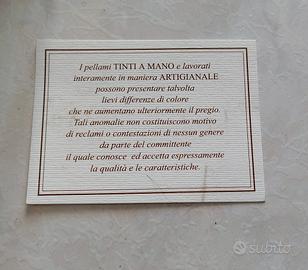 I pellami TINTI A MANO e lavorati
interamente in maniera ARTIGIANALE
possono presentare talvolta
lievi differenze di colore
che ne aumentano ulteriormente il pregio.
Tali anomalie non costituiscono motivo
di reclami o contestazioni di nessun genere
da parte del committente
il quale conosce ed accetta espressamente
la qualità e le caratteristiche.
subito